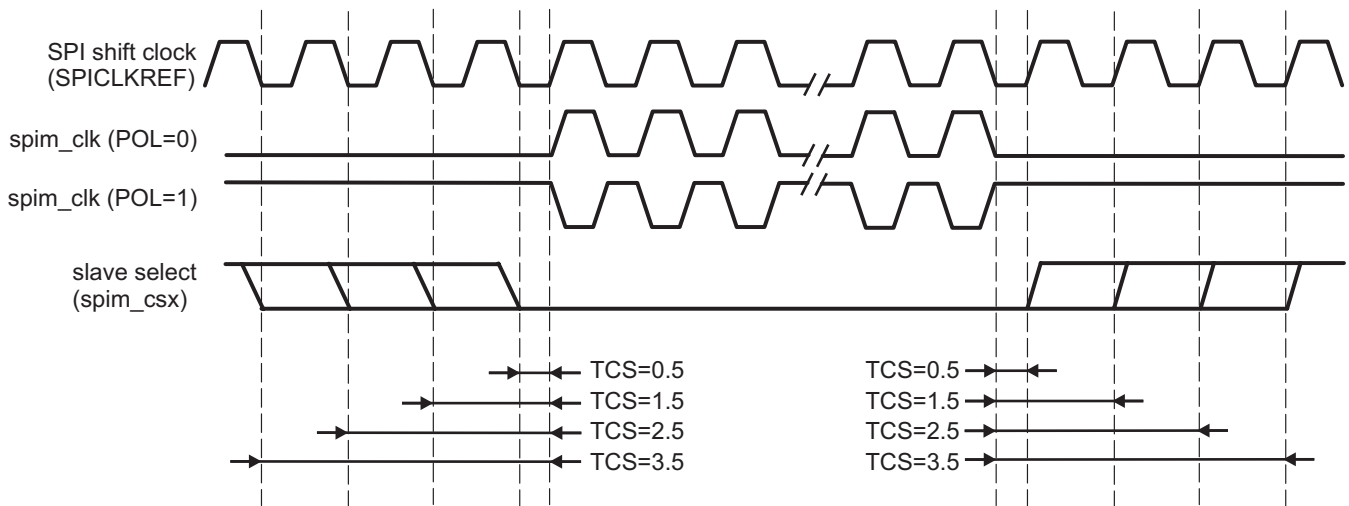 SPI shift clock
(SPICLKREF)
spim_clk (POL=0)
spim_clk (POL=1)
slave select
(spim_csx)
TCS=0.5
TCS=1.5
TCS=2.5
TCS=3.5
TCS=0.5
TCS=1.5
TCS=2.5
TCS=3.5